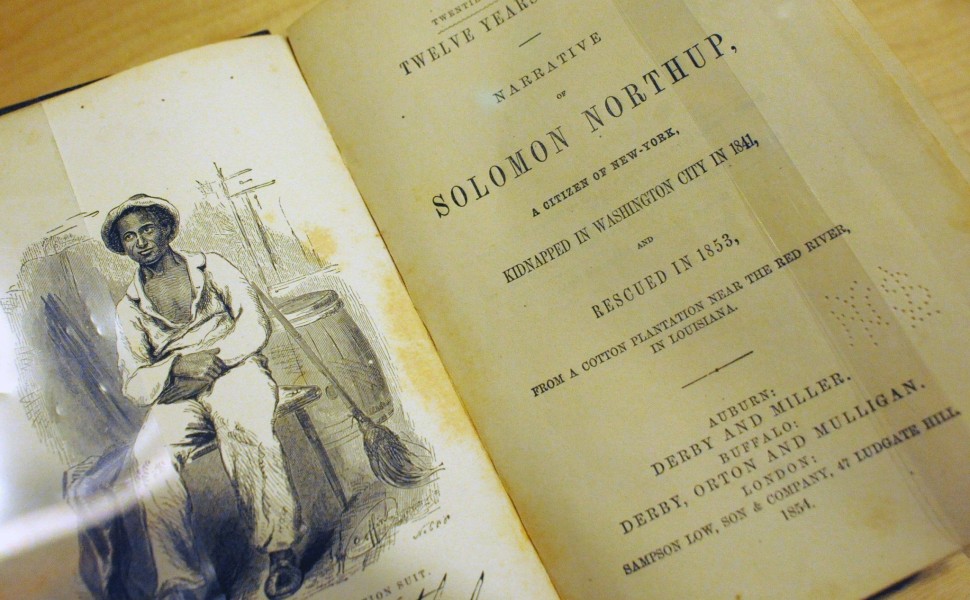 TWELVE YEARS
NARRATIVE
OF
SOLOMON NORTHUP,
A CITIZEN OF NEW-YORK,
KIDNAPPED IN WASHINGTON CITY IN 1841,
AND
RESCUED IN 1853,
FROM A COTTON PLANTATION NEAR THE RED RIVER,
IN LOUISIANA.
AUBURN:
DERBY AND MILLER.
BUFFALO:
DERBY, ORTON AND MULLIGAN.
LONDON:
SAMPSON LOW, SON & COMPANY, 47 LUDGATE HILL.
1854.
SUIT.